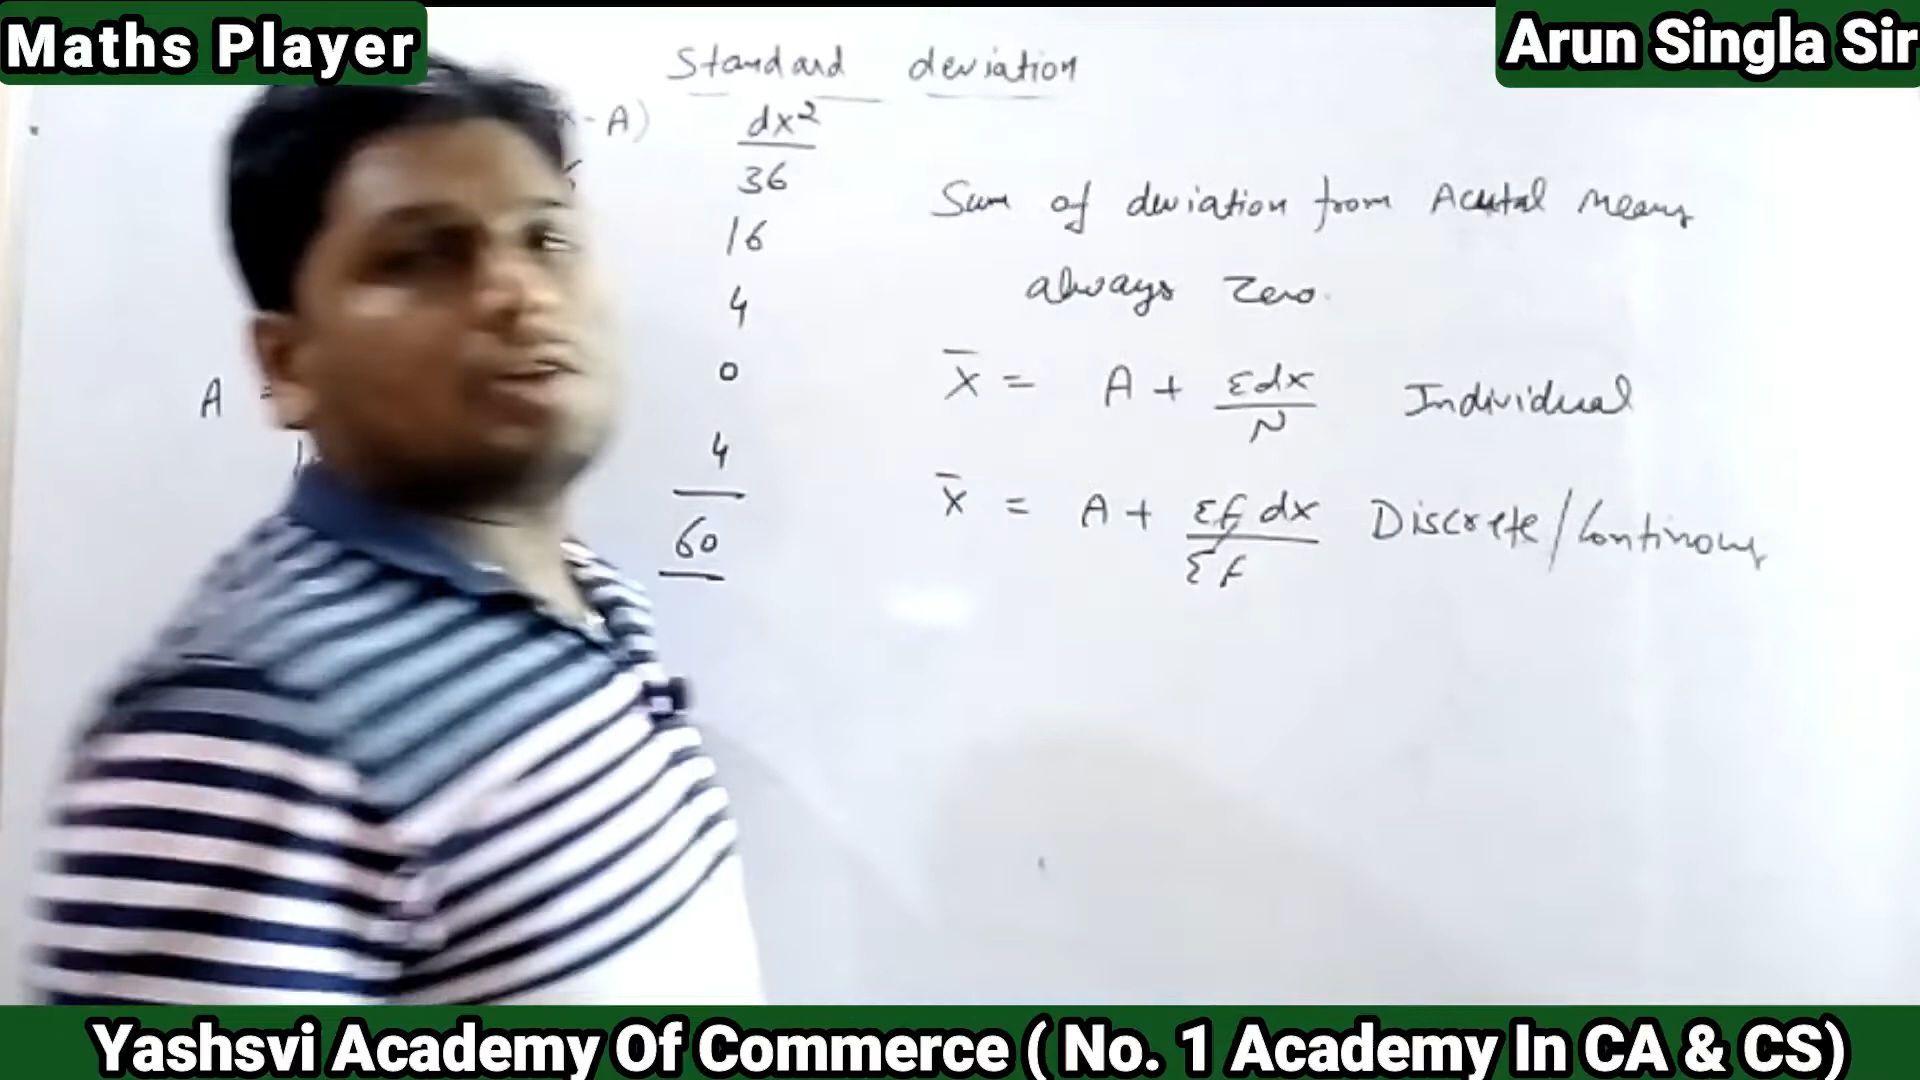 Maths Player
Arun Singla Sir
Standard deviation
- A)
dx²
36
16
4
0
4
60
A
Sum of deviation from Acutal Means
always Zero.
x̄ = A + Σdx/N Individual
x̄ = A + Σf dx/Σf Discrete/Continous
Yashsvi Academy Of Commerce ( No. 1 Academy In CA & CS)